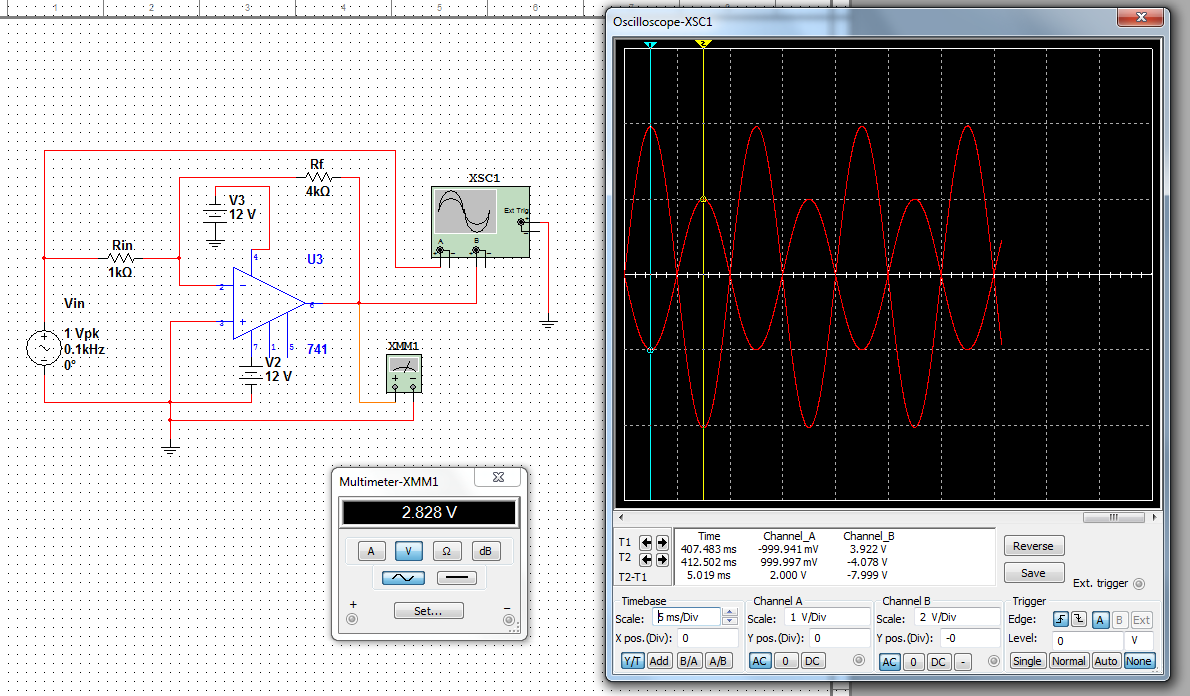 1 2 3 4 5 6
Rf
4kΩ
V3
12 V
Rin
1kΩ
U3
4
2
3
6
7 1 5
741
Vin
1 Vpk
0.1kHz
0°
V2
12 V
XSC1
Ext Trig
A B
XMM1
Multimeter-XMM1
2.828 V
A V Ω dB
Set...
+ −
Oscilloscope-XSC1
1 2
T1
T2
T2-T1
Time Channel_A Channel_B
407.483 ms -999.941 mV 3.922 V
412.502 ms 999.997 mV -4.078 V
5.019 ms 2.000 V -7.999 V
Reverse
Save
Ext. trigger
Timebase
Scale: 5 ms/Div
X pos.(Div): 0
Y/T Add B/A A/B
Channel A
Scale: 1 V/Div
Y pos.(Div): 0
AC 0 DC
Channel B
Scale: 2 V/Div
Y pos.(Div): -0
AC 0 DC -
Trigger
Edge: A B Ext
Level: 0 V
Single Normal Auto None